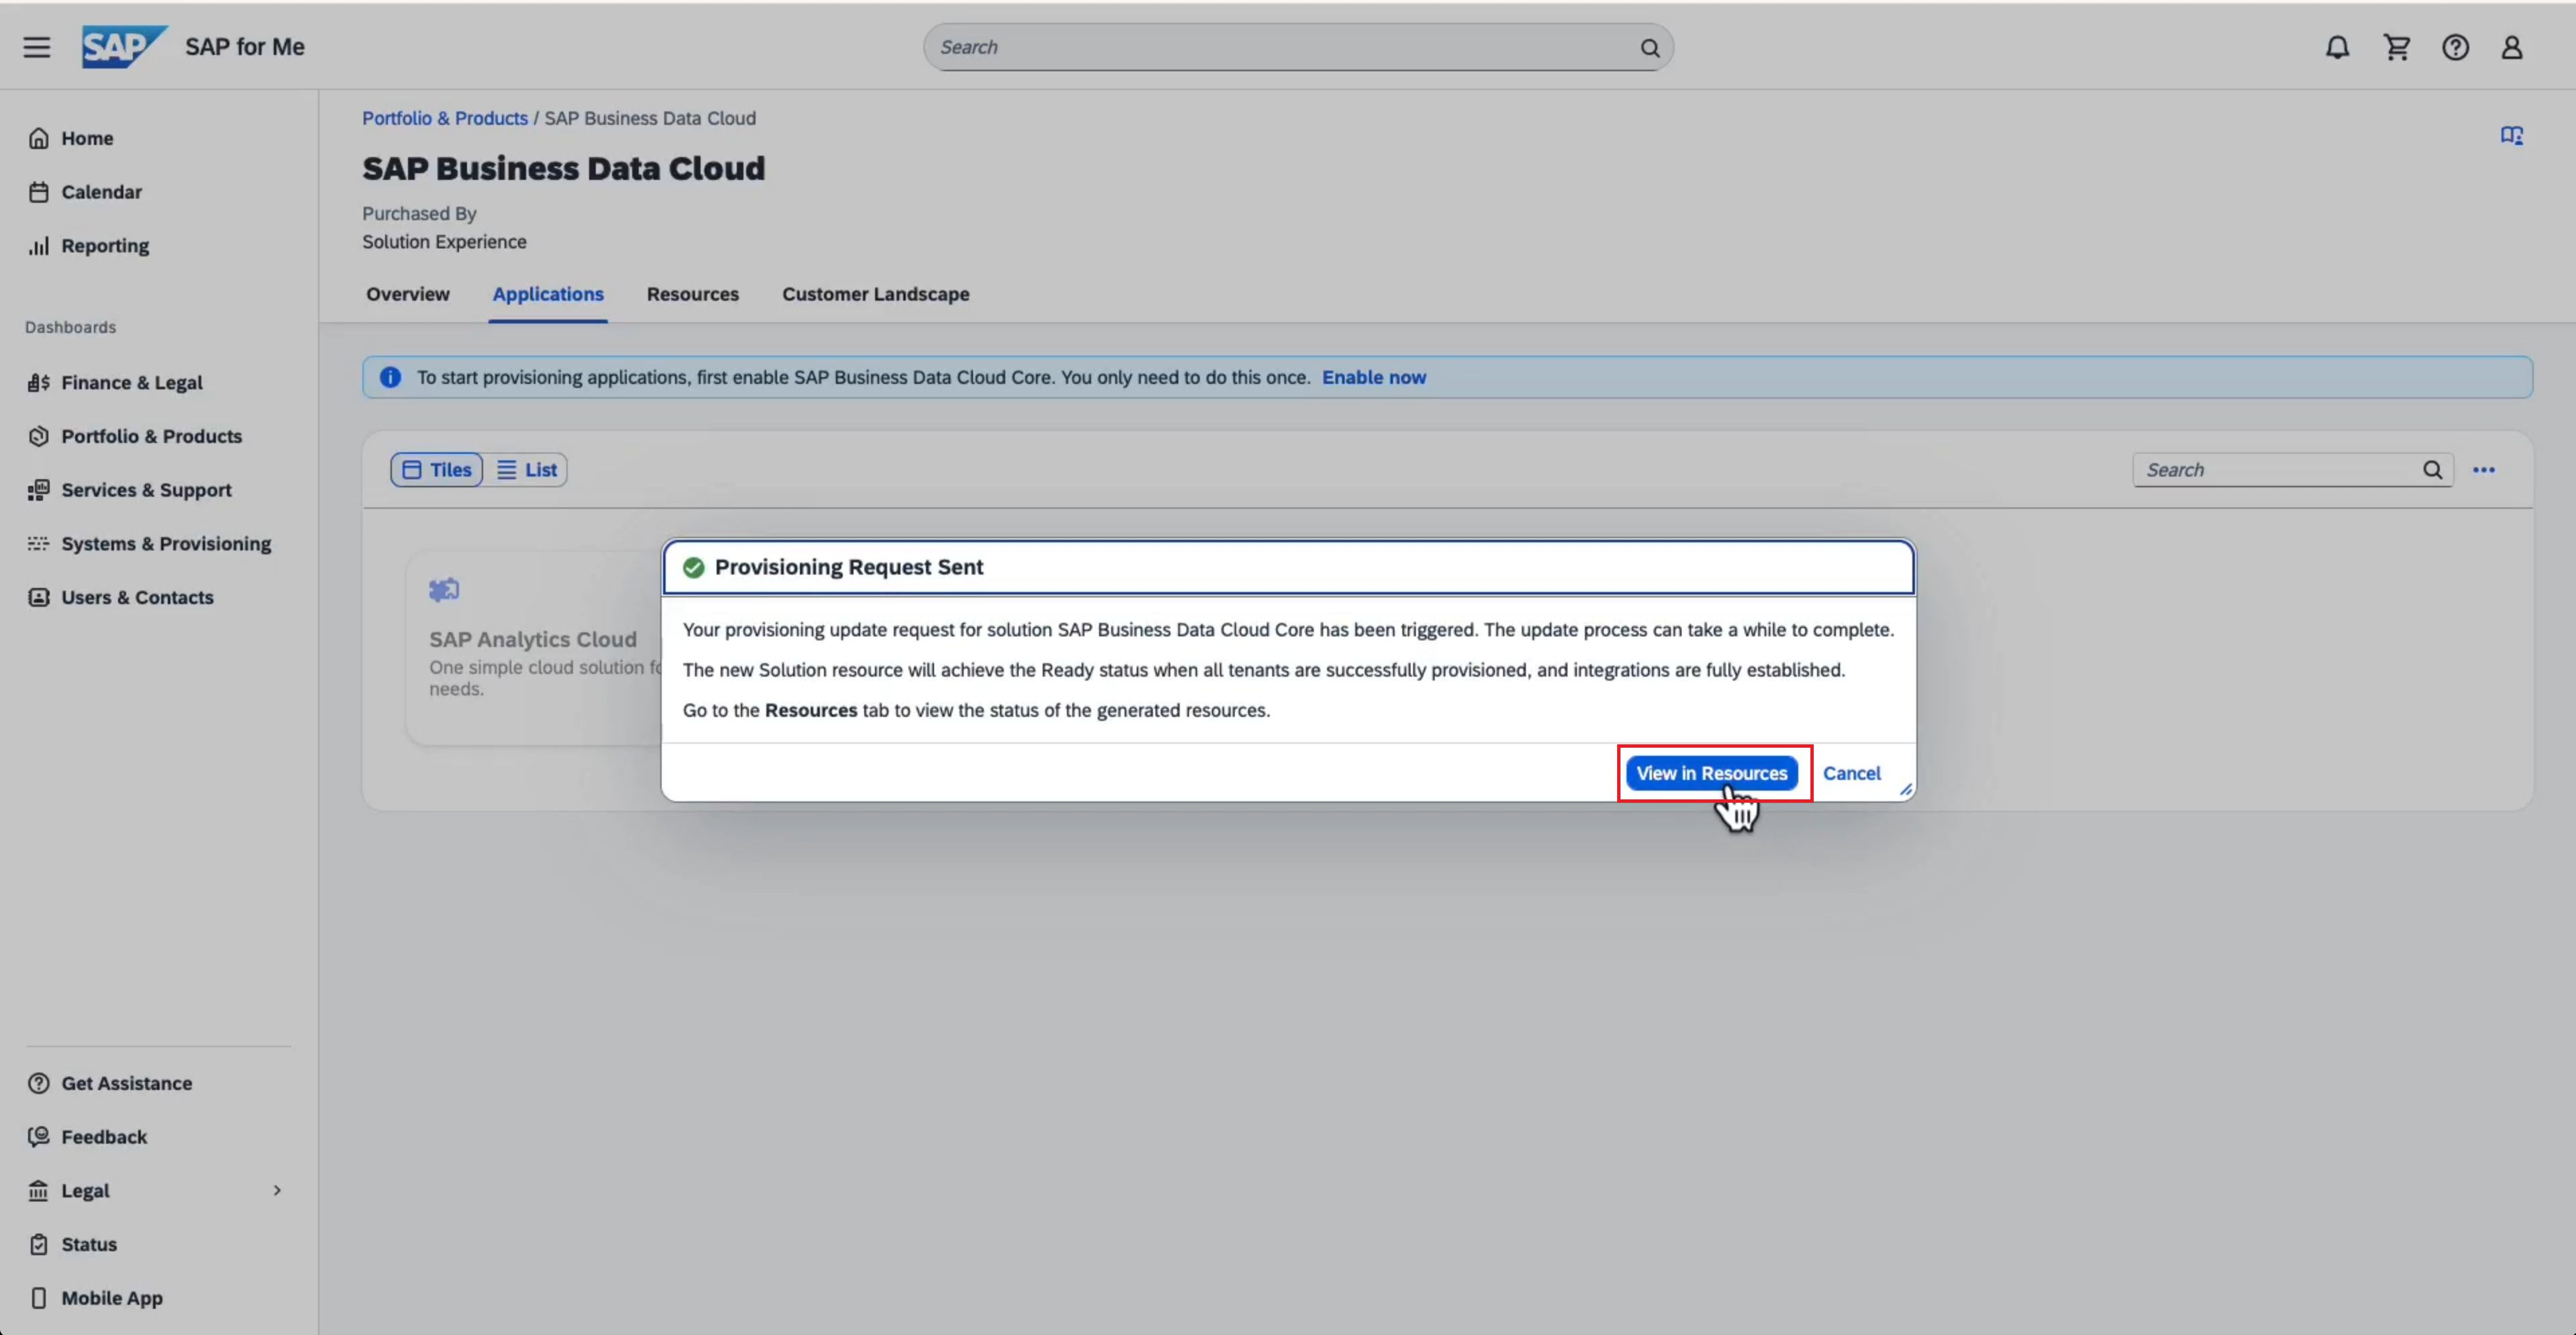 SAP SAP for Me
Search
Home
Calendar
Reporting
Dashboards
Finance & Legal
Portfolio & Products
Services & Support
Systems & Provisioning
Users & Contacts
Get Assistance
Feedback
Legal
Status
Mobile App
Portfolio & Products / SAP Business Data Cloud
SAP Business Data Cloud
Purchased By
Solution Experience
Overview Applications Resources Customer Landscape
To start provisioning applications, first enable SAP Business Data Cloud Core. You only need to do this once. Enable now
Tiles List
Search
SAP Analytics Cloud
One simple cloud solution
needs.
Provisioning Request Sent
Your provisioning update request for solution SAP Business Data Cloud Core has been triggered. The update process can take a while to complete.
The new Solution resource will achieve the Ready status when all tenants are successfully provisioned, and integrations are fully established.
Go to the Resources tab to view the status of the generated resources.
View in Resources Cancel